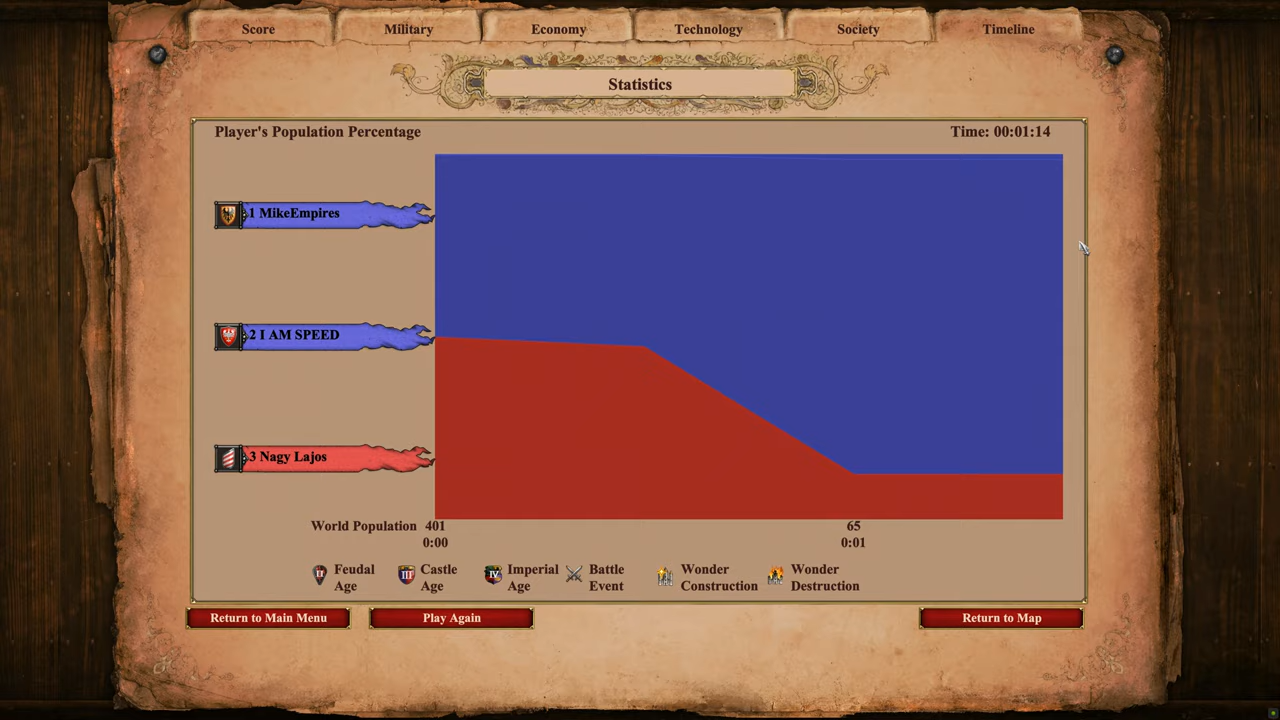 Score Military Economy Technology Society Timeline
Statistics
Player's Population Percentage Time: 00:01:14
1 MikeEmpires
2 I AM SPEED
3 Nagy Lajos
World Population 401 65
0:00 0:01
Feudal Age
Castle Age
Imperial Age
Battle Event
Wonder Construction
Wonder Destruction
Return to Main Menu Play Again Return to Map